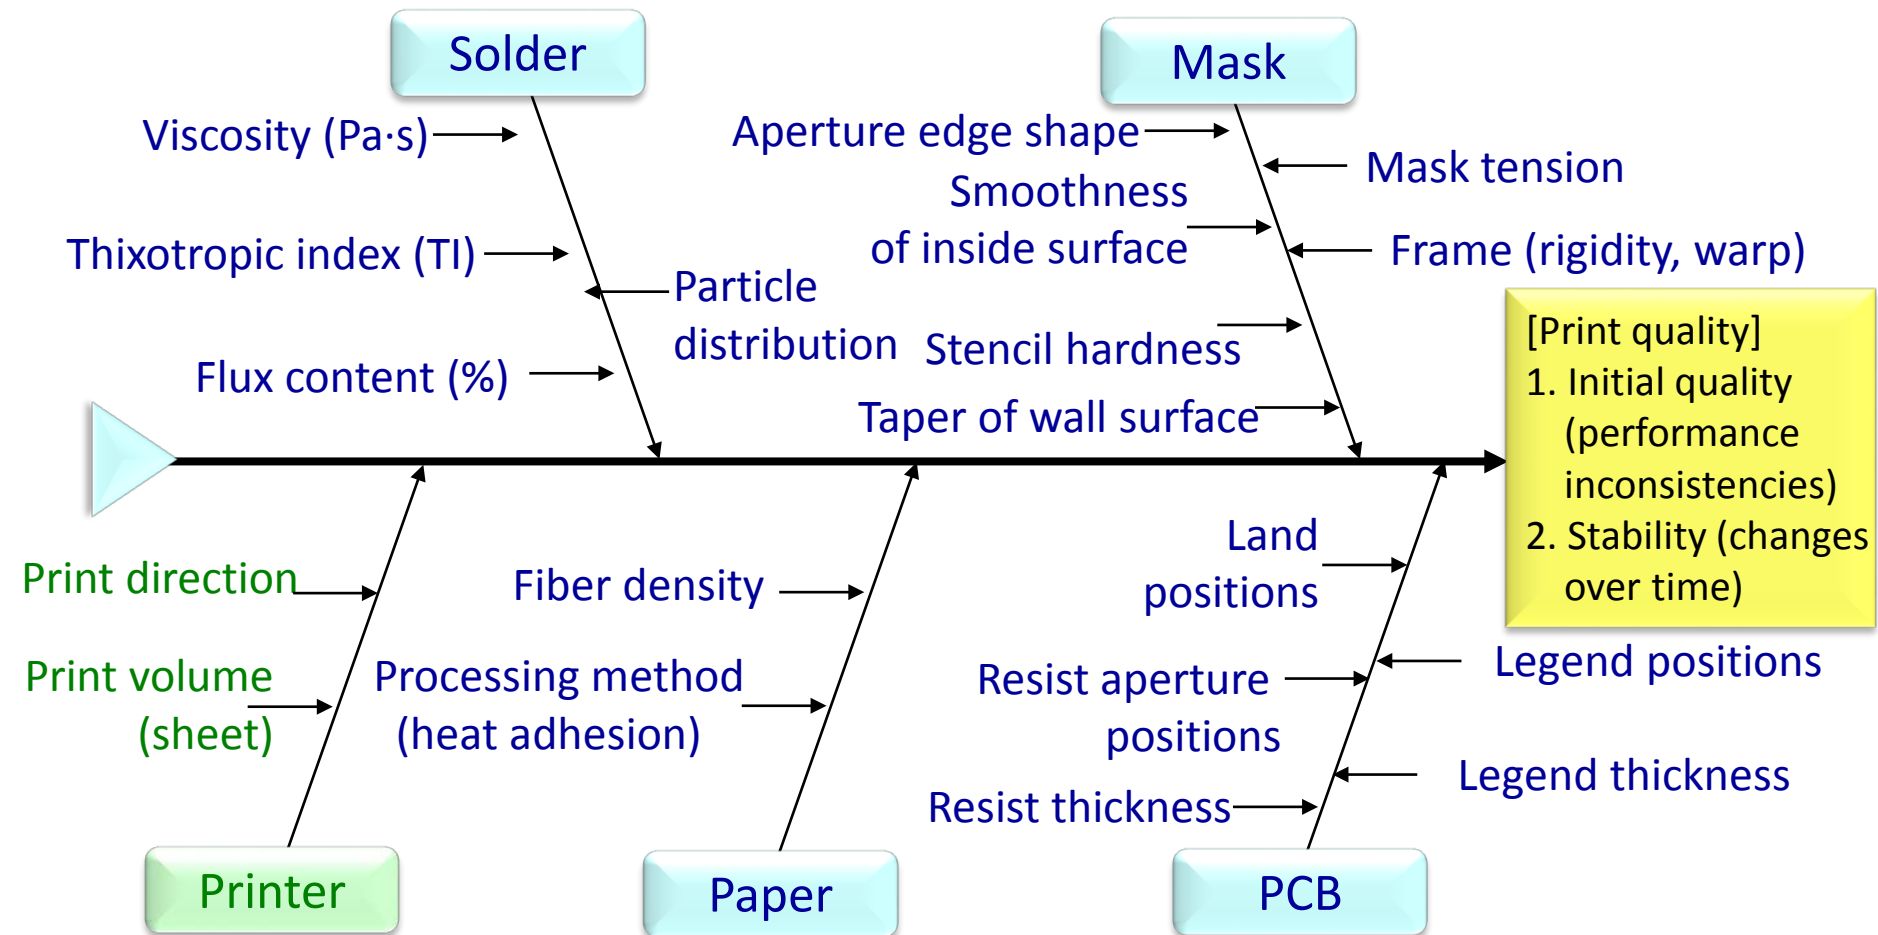 Solder
Mask
Viscosity (Pa·s)
Thixotropic index (TI)
Particle
distribution
Flux content (%)
Aperture edge shape
Mask tension
Smoothness
of inside surface
Frame (rigidity, warp)
Stencil hardness
Taper of wall surface
[Print quality]
1. Initial quality
(performance
inconsistencies)
2. Stability (changes
over time)
Print direction
Print volume
(sheet)
Fiber density
Processing method
(heat adhesion)
Land
positions
Legend positions
Resist aperture
positions
Legend thickness
Resist thickness
Printer
Paper
PCB